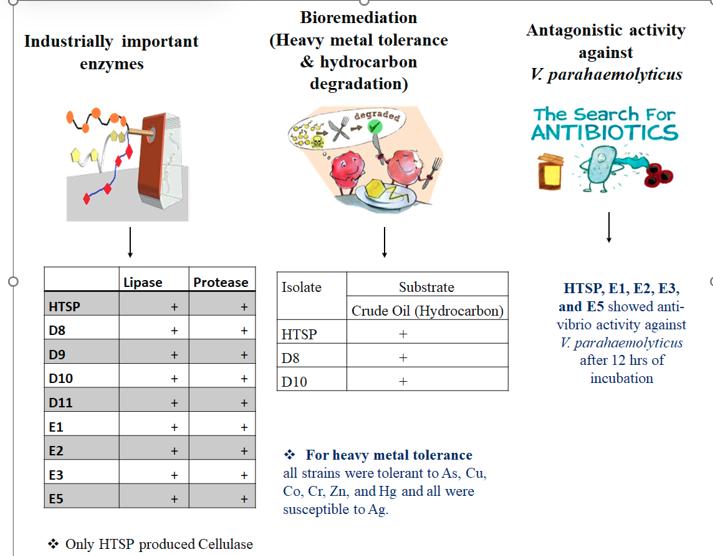 Industrially important
enzymes
Lipase Protease
HTSP + +
D8 + +
D9 + +
D10 + +
D11 + +
E1 + +
E2 + +
E3 + +
E5 + +
❖ Only HTSP produced Cellulase
Bioremediation
(Heavy metal tolerance
& hydrocarbon
degradation)
degraded
Isolate Substrate
Crude Oil (Hydrocarbon)
HTSP +
D8 +
D10 +
❖ For heavy metal tolerance
all strains were tolerant to As, Cu,
Co, Cr, Zn, and Hg and all were
susceptible to Ag.
Antagonistic activity
against
V. parahaemolyticus
The Search For
ANTIBIOTICS
HTSP, E1, E2, E3,
and E5 showed anti-
vibrio activity against
V. parahaemolyticus
after 12 hrs of
incubation